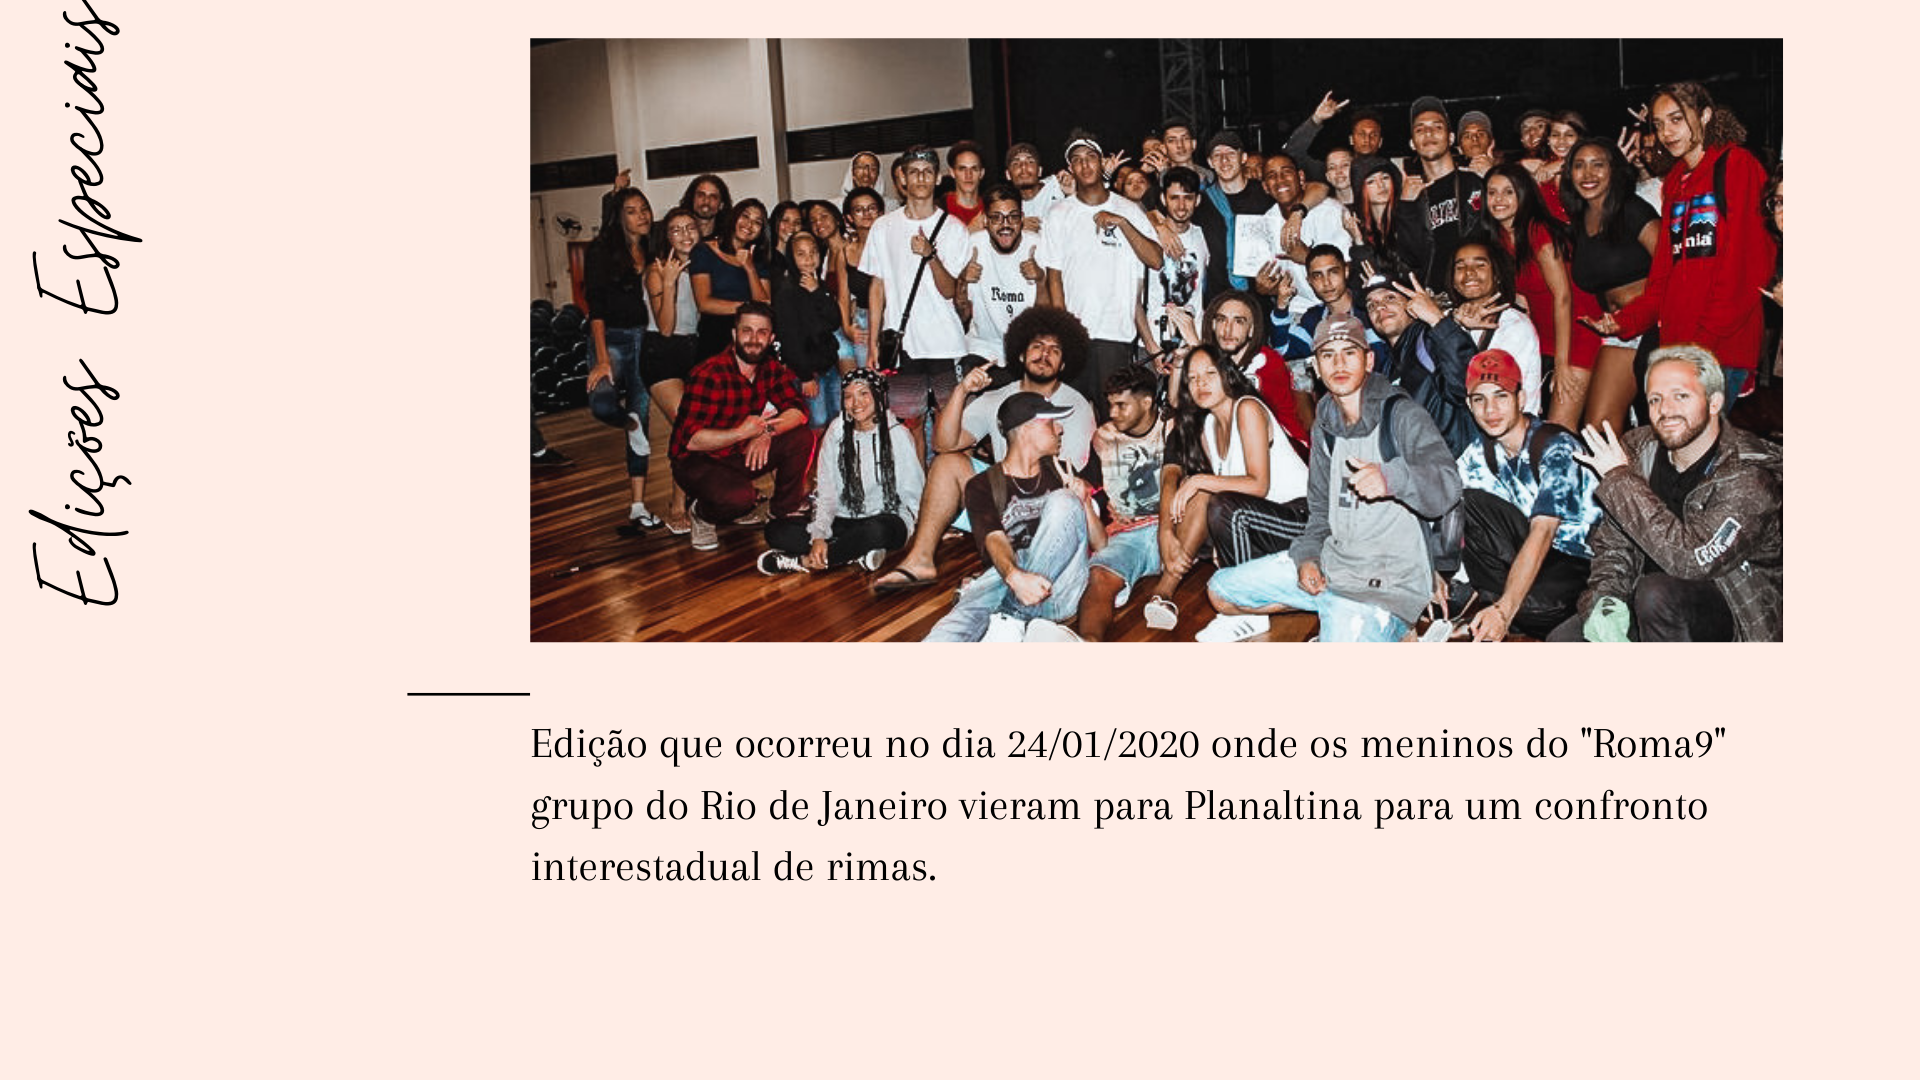 Edições Especiais
Roma
9
Edição que ocorreu no dia 24/01/2020 onde os meninos do "Roma9"
grupo do Rio de Janeiro vieram para Planaltina para um confronto
interestadual de rimas.